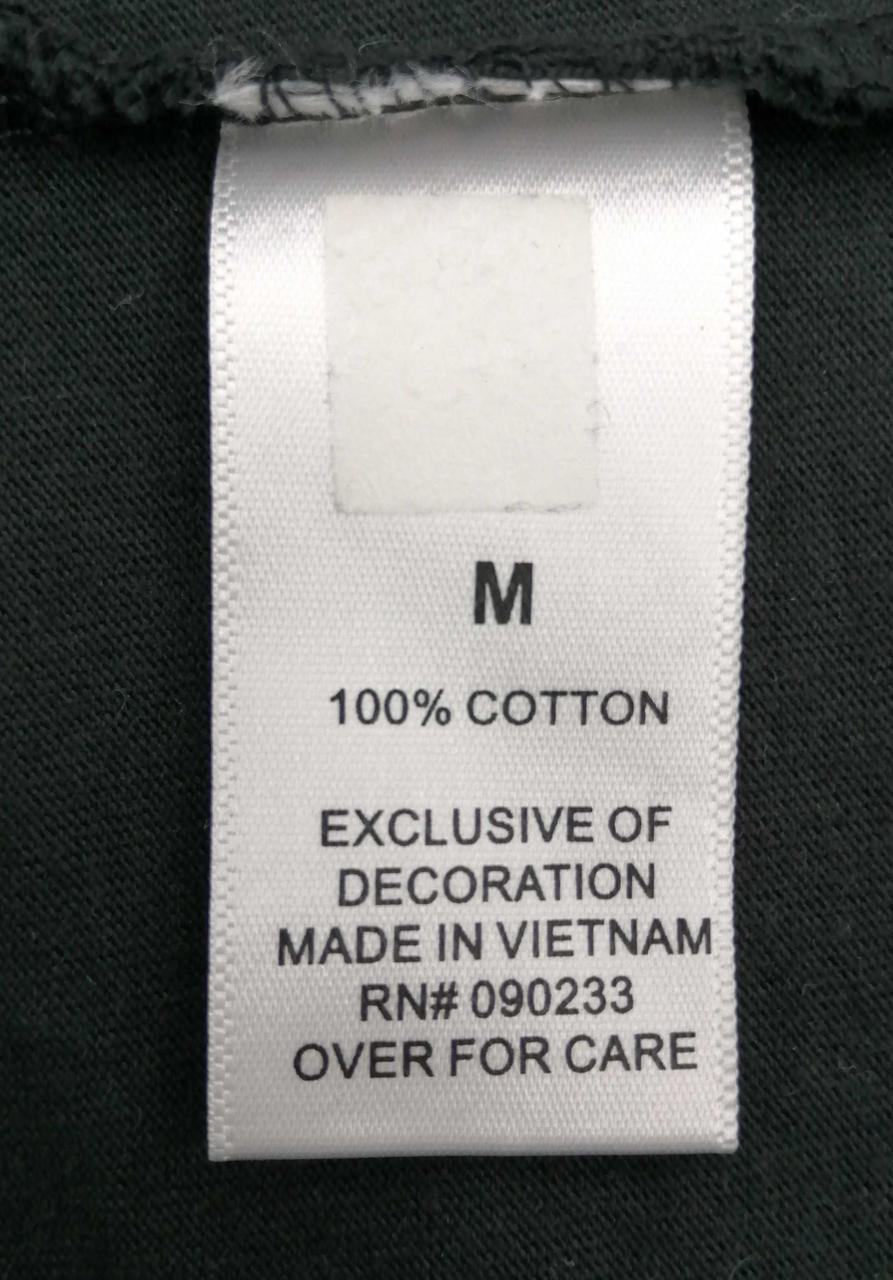 M
100% COTTON
EXCLUSIVE OF
DECORATION
MADE IN VIETNAM
RN# 090233
OVER FOR CARE